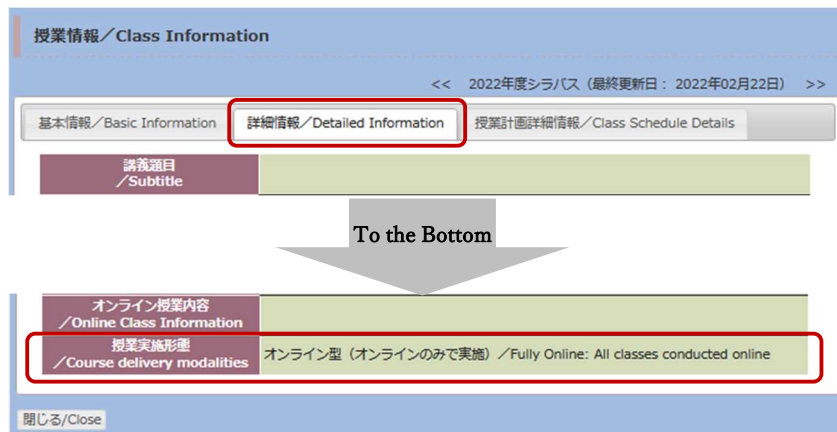 授業情報／Class Information
<< 2022年度シラバス（最終更新日： 2022年02月22日） >>
基本情報／Basic Information 詳細情報／Detailed Information 授業計画詳細情報／Class Schedule Details
講義題目
／Subtitle
To the Bottom
オンライン授業内容
／Online Class Information
授業実施形態
／Course delivery modalities
オンライン型（オンラインのみで実施）／Fully Online: All classes conducted online
閉じる/Close